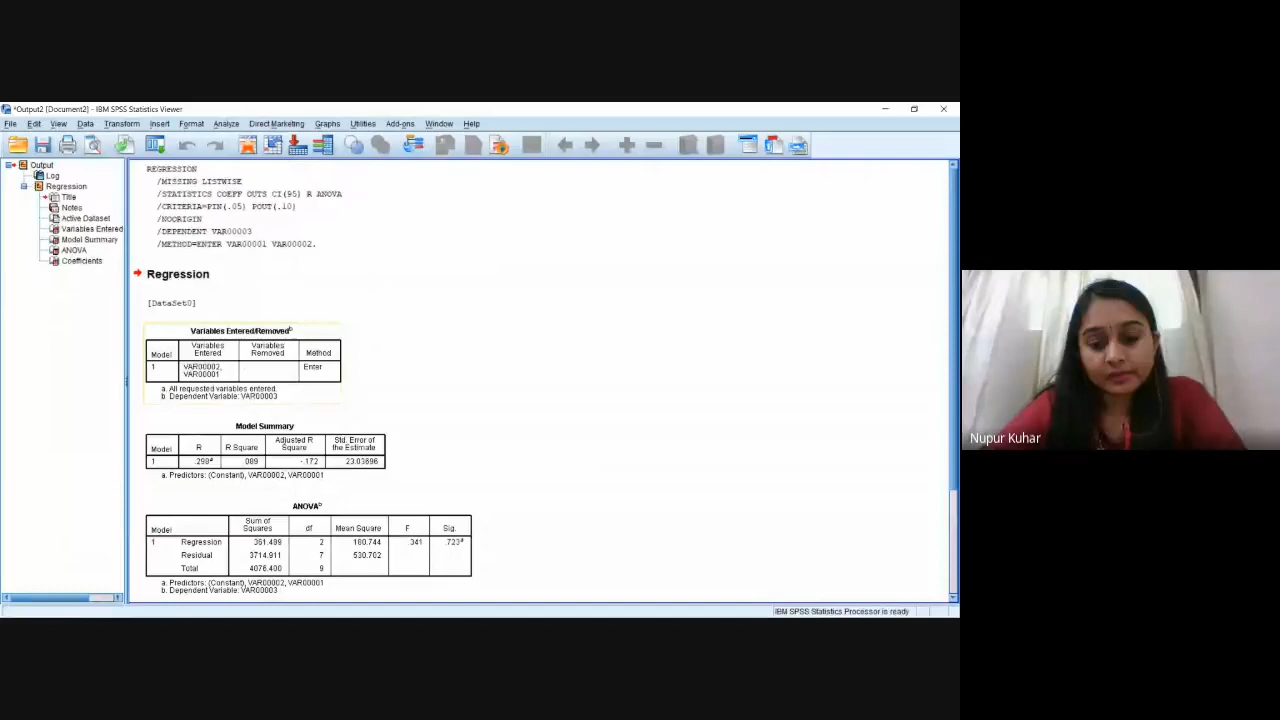 *Output2 [Document2] - IBM SPSS Statistics Viewer
File Edit View Data Transform Insert Format Analyze Direct Marketing Graphs Utilities Add-ons Window Help
Output
Log
Regression
Title
Notes
Active Dataset
Variables Entered
Model Summary
ANOVA
Coefficients
REGRESSION
/MISSING LISTWISE
/STATISTICS COEFF OUTS CI(95) R ANOVA
/CRITERIA=PIN(.05) POUT(.10)
/NOORIGIN
/DEPENDENT VAR00003
/METHOD=ENTER VAR00001 VAR00002.
Regression
[DataSet0]
Variables Entered/Removedb
Model Variables Entered Variables Removed Method
1 VAR00002, VAR00001 Enter
a. All requested variables entered.
b. Dependent Variable: VAR00003
Model Summary
Model R R Square Adjusted R Square Std. Error of the Estimate
1 .298a .089 -.172 23.03696
a. Predictors: (Constant), VAR00002, VAR00001
ANOVAb
Model Sum of Squares df Mean Square F Sig.
1 Regression 361.489 2 180.744 .341 .723a
Residual 3714.911 7 530.702
Total 4076.400 9
a. Predictors: (Constant), VAR00002, VAR00001
b. Dependent Variable: VAR00003
IBM SPSS Statistics Processor is ready
Nupur Kuhar